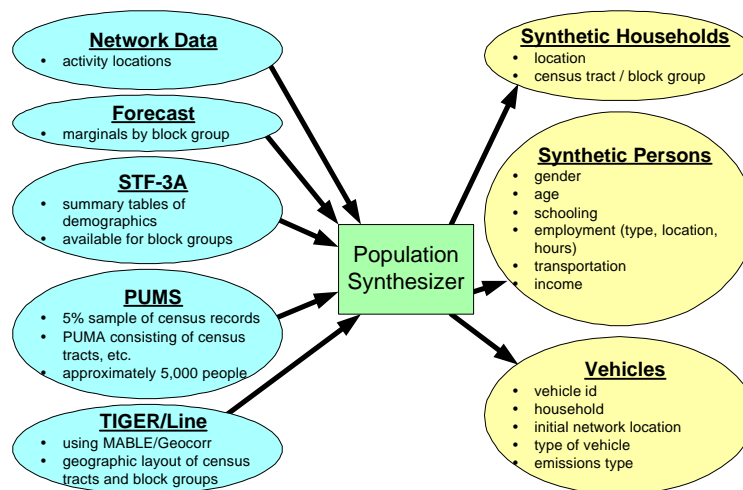 Network Data
• activity locations
Forecast
• marginals by block group
STF-3A
• summary tables of
demographics
• available for block groups
PUMS
• 5% sample of census records
• PUMA consisting of census
tracts, etc.
• approximately 5,000 people
TIGER/Line
• using MABLE/Geocorr
• geographic layout of census
tracts and block groups
Population
Synthesizer
Synthetic Households
• location
• census tract / block group
Synthetic Persons
• gender
• age
• schooling
• employment (type, location,
hours)
• transportation
• income
Vehicles
• vehicle id
• household
• initial network location
• type of vehicle
• emissions type